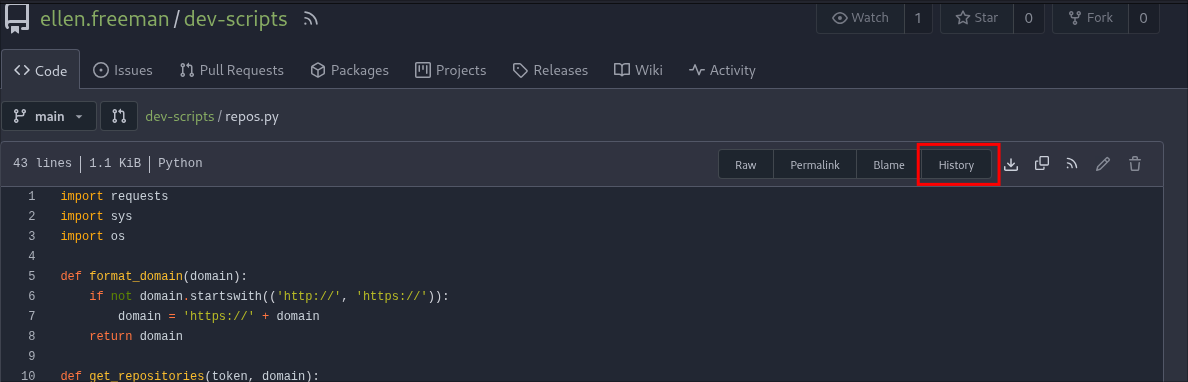 ellen.freeman / dev-scripts
Watch 1 Star 0 Fork 0
Code Issues Pull Requests Packages Projects Releases Wiki Activity
main dev-scripts / repos.py
43 lines 1.1 KiB Python Raw Permalink Blame History
1 import requests
2 import sys
3 import os
4
5 def format_domain(domain):
6     if not domain.startswith(('http://', 'https://')):
7         domain = 'https://' + domain
8     return domain
9
10 def get_repositories(token, domain):